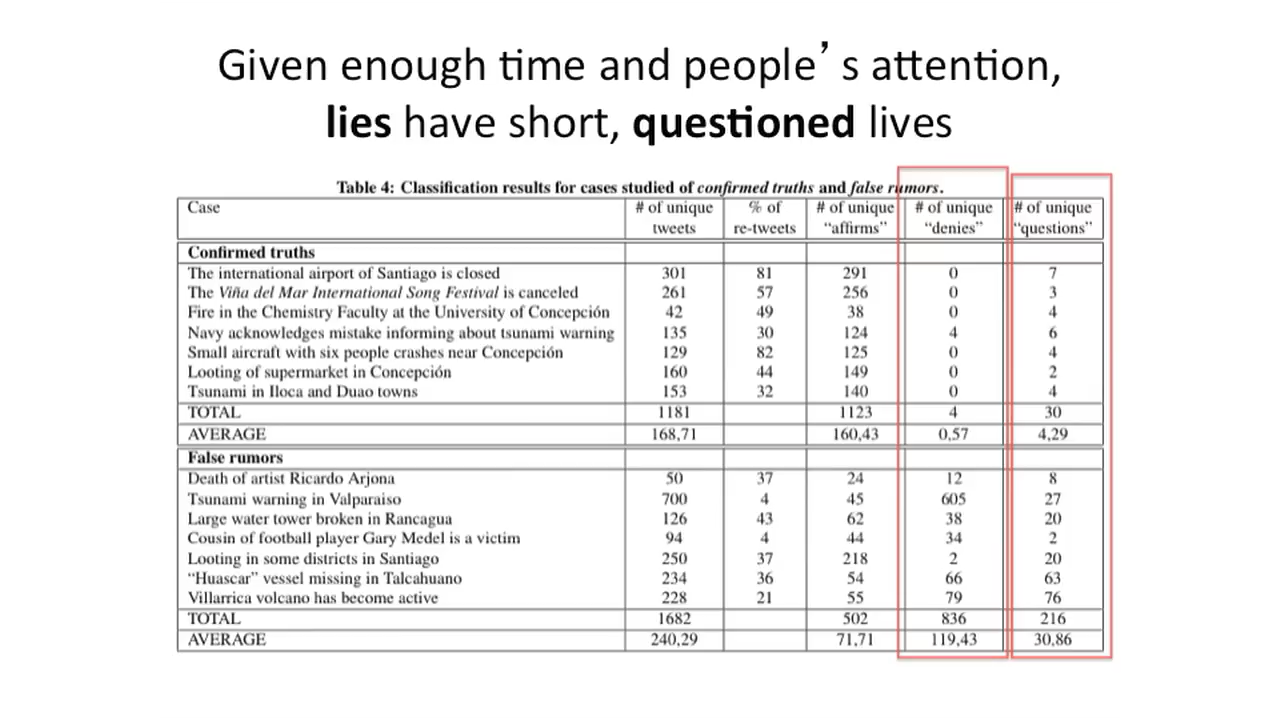 Given enough time and people’s attention,
lies have short, questioned lives
Table 4: Classification results for cases studied of confirmed truths and false rumors.
Case # of unique tweets % of re-tweets # of unique “affirms” # of unique “denies” # of unique “questions”
Confirmed truths
The international airport of Santiago is closed 301 81 291 0 7
The Viña del Mar International Song Festival is canceled 261 57 256 0 3
Fire in the Chemistry Faculty at the University of Concepción 42 49 38 0 4
Navy acknowledges mistake informing about tsunami warning 135 30 124 4 6
Small aircraft with six people crashes near Concepción 129 82 125 0 4
Looting of supermarket in Concepción 160 44 149 0 2
Tsunami in Iloca and Duao towns 153 32 140 0 4
TOTAL 1181 1123 4 30
AVERAGE 168,71 160,43 0,57 4,29
False rumors
Death of artist Ricardo Arjona 50 37 24 12 8
Tsunami warning in Valparaiso 700 4 45 605 27
Large water tower broken in Rancagua 126 43 62 38 20
Cousin of football player Gary Medel is a victim 94 4 44 34 2
Looting in some districts in Santiago 250 37 218 2 20
“Huascar” vessel missing in Talcahuano 234 36 54 66 63
Villarrica volcano has become active 228 21 55 79 76
TOTAL 1682 502 836 216
AVERAGE 240,29 71,71 119,43 30,86